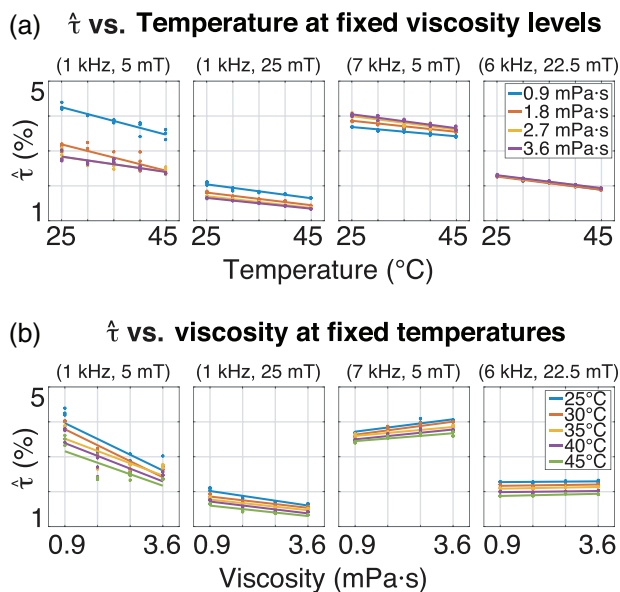 (a) τ̂ vs. Temperature at fixed viscosity levels
(1 kHz, 5 mT) (1 kHz, 25 mT) (7 kHz, 5 mT) (6 kHz, 22.5 mT)
5
0.9 mPa·s
1.8 mPa·s
2.7 mPa·s
3.6 mPa·s
τ̂ (%)
1
25 45 25 45 25 45 25 45
Temperature (°C)
(b) τ̂ vs. viscosity at fixed temperatures
(1 kHz, 5 mT) (1 kHz, 25 mT) (7 kHz, 5 mT) (6 kHz, 22.5 mT)
5
25°C
30°C
35°C
40°C
45°C
τ̂ (%)
1
0.9 3.6 0.9 3.6 0.9 3.6 0.9 3.6
Viscosity (mPa·s)